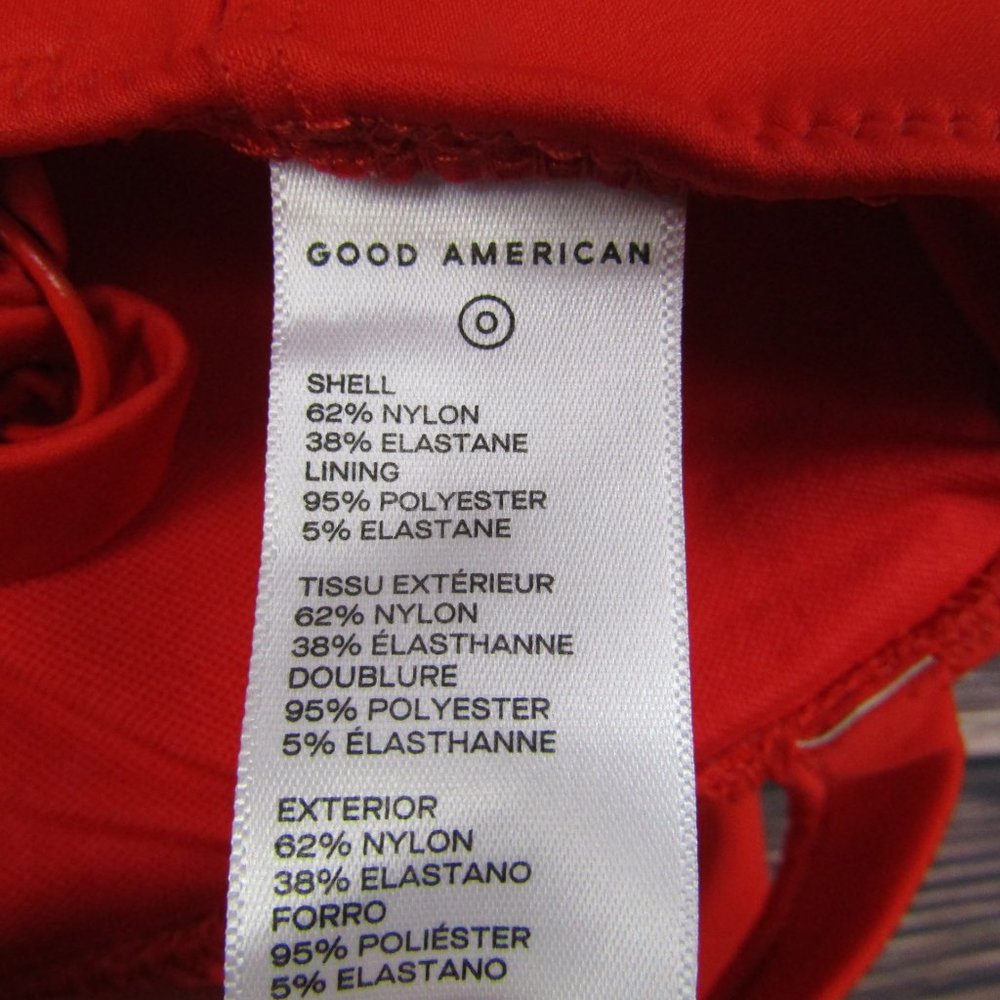 GOOD AMERICAN
0
SHELL
62% NYLON
38% ELASTANE
LINING
95% POLYESTER
5% ELASTANE
TISSU EXTÉRIEUR
62% NYLON
38% ÉLASTHANNE
DOUBLURE
95% POLYESTER
5% ÉLASTHANNE
EXTERIOR
62% NYLON
38% ELASTANO
FORRO
95% POLIÉSTER
5% ELASTANO